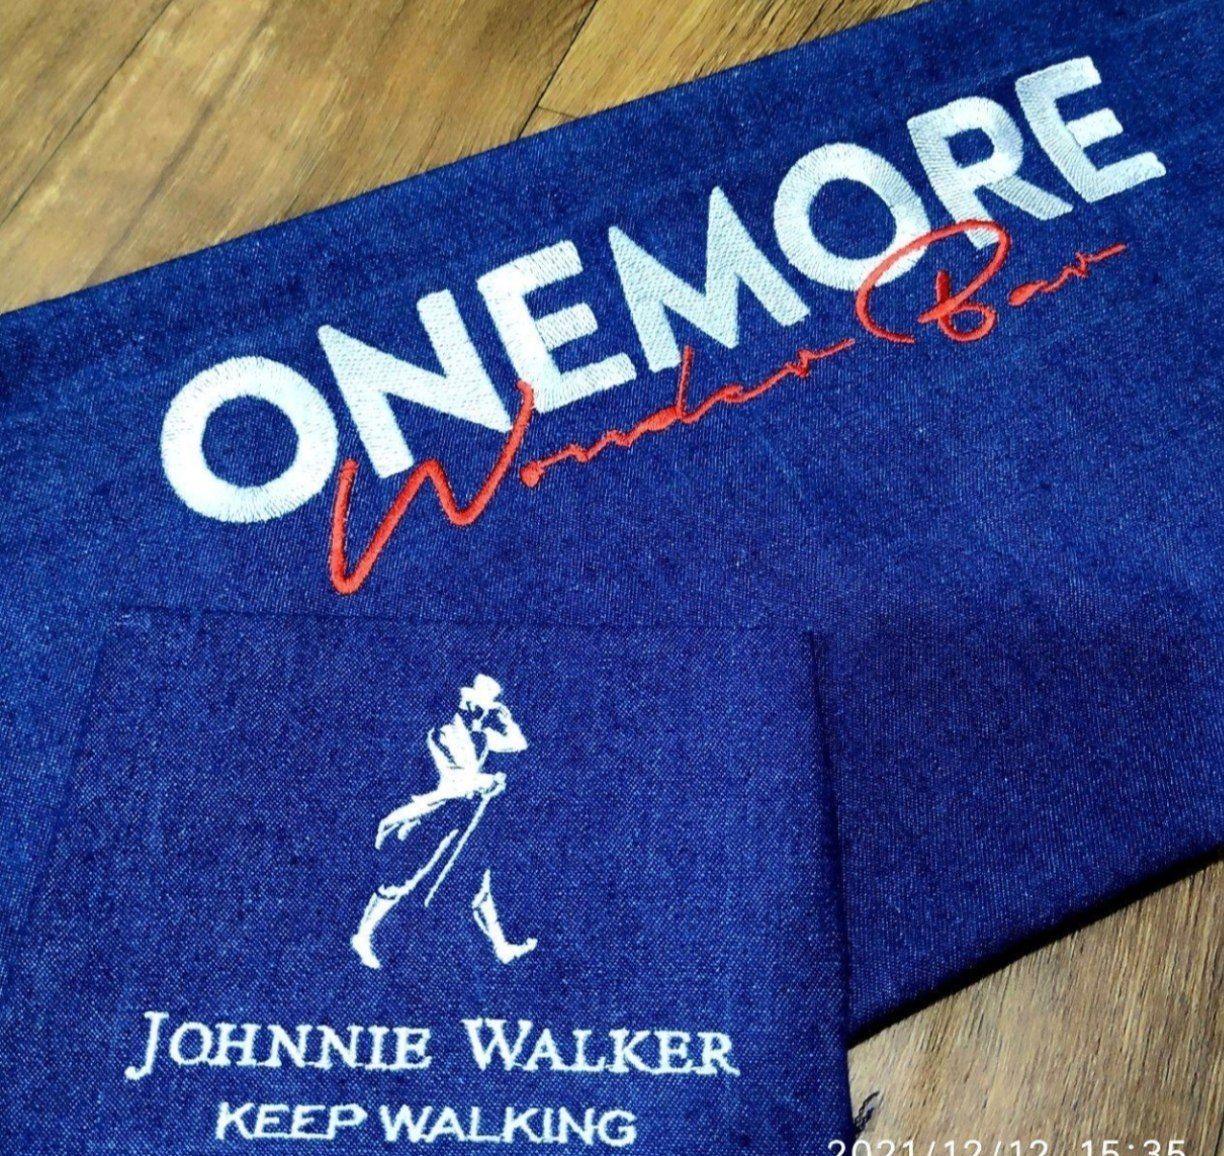 ONEMORE
Wonder Bar
JOHNNIE WALKER
KEEP WALKING
2021/12/12 15:35